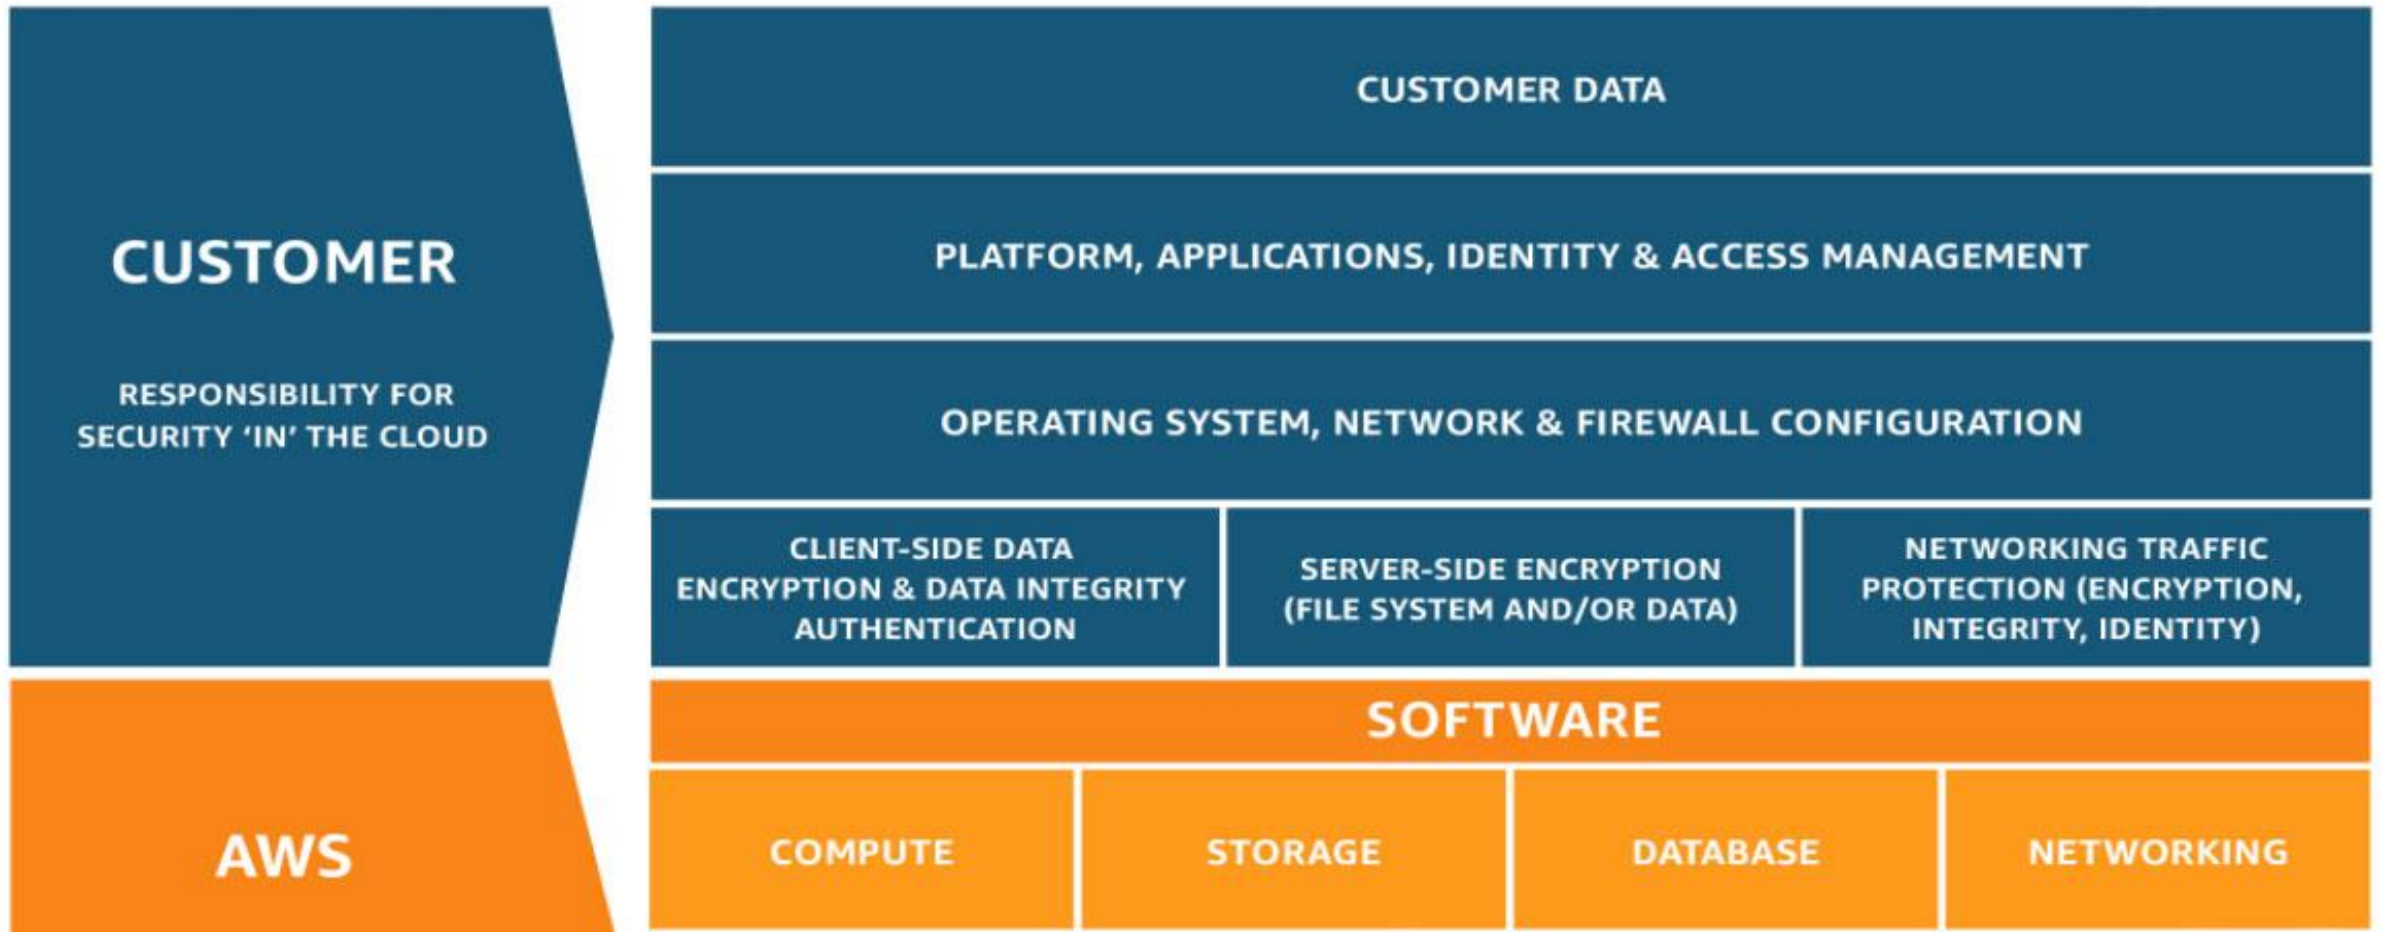 CUSTOMER
RESPONSIBILITY FOR
SECURITY ‘IN’ THE CLOUD
CUSTOMER DATA
PLATFORM, APPLICATIONS, IDENTITY & ACCESS MANAGEMENT
OPERATING SYSTEM, NETWORK & FIREWALL CONFIGURATION
CLIENT-SIDE DATA
ENCRYPTION & DATA INTEGRITY
AUTHENTICATION
SERVER-SIDE ENCRYPTION
(FILE SYSTEM AND/OR DATA)
NETWORKING TRAFFIC
PROTECTION (ENCRYPTION,
INTEGRITY, IDENTITY)
AWS
SOFTWARE
COMPUTE
STORAGE
DATABASE
NETWORKING